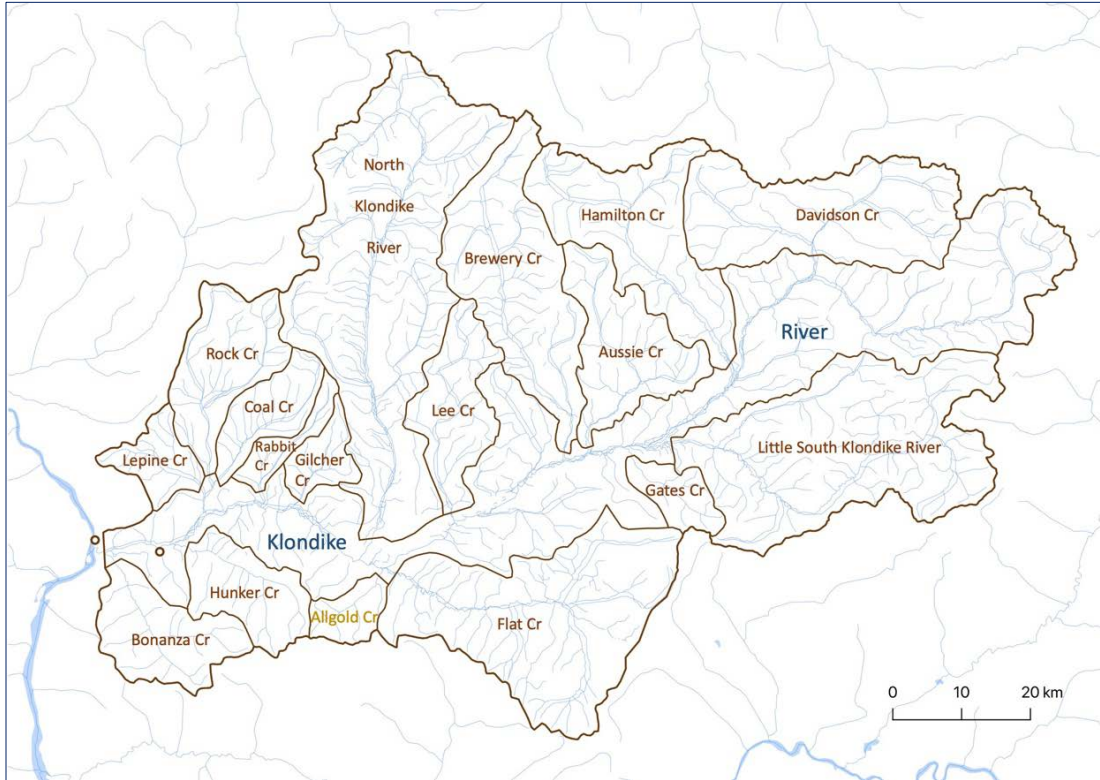 North
Klondike
River
Hamilton Cr
Davidson Cr
Brewery Cr
River
Rock Cr
Aussie Cr
Coal Cr
Lee Cr
Rabbit
Cr
Gilcher
Cr
Lepine Cr
Little South Klondike River
Gates Cr
Klondike
Hunker Cr
Allgold Cr
Flat Cr
Bonanza Cr
0 10 20 km